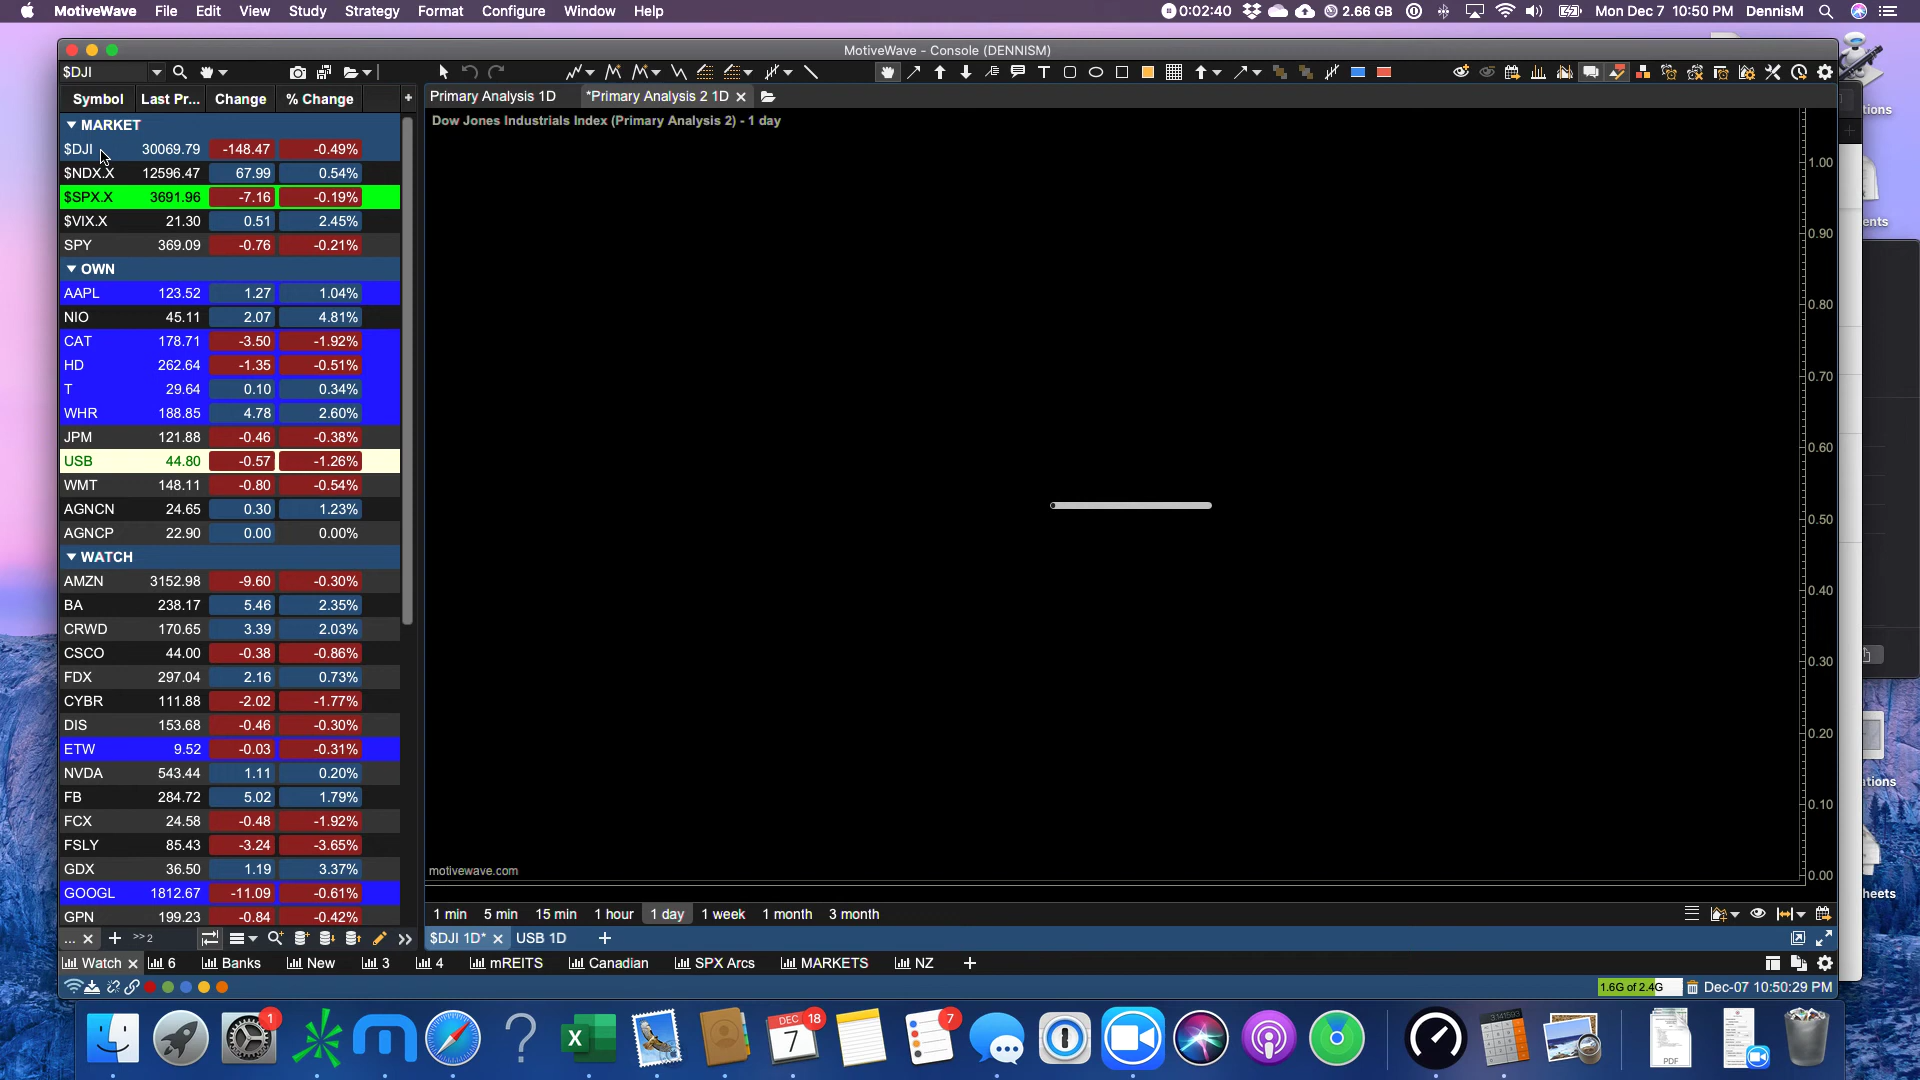 MotiveWave File Edit View Study Strategy Format Configure Window Help 0:02:40 2.66 GB Mon Dec 7 10:50 PM DennisM
MotiveWave - Console (DENNISM)
$DJI
Symbol Last Pr... Change % Change +
Primary Analysis 1D *Primary Analysis 2 1D
Dow Jones Industrials Index (Primary Analysis 2) - 1 day
MARKET
$DJI 30069.79 -148.47 -0.49%
$NDX.X 12596.47 67.99 0.54%
$SPX.X 3691.96 -7.16 -0.19%
$VIX.X 21.30 0.51 2.45%
SPY 369.09 -0.76 -0.21%
OWN
AAPL 123.52 1.27 1.04%
NIO 45.11 2.07 4.81%
CAT 178.71 -3.50 -1.92%
HD 262.64 -1.35 -0.51%
T 29.64 0.10 0.34%
WHR 188.85 4.78 2.60%
JPM 121.88 -0.46 -0.38%
USB 44.80 -0.57 -1.26%
WMT 148.11 -0.80 -0.54%
AGNCN 24.65 0.30 1.23%
AGNCP 22.90 0.00 0.00%
WATCH
AMZN 3152.98 -9.60 -0.30%
BA 238.17 5.46 2.35%
CRWD 170.65 3.39 2.03%
CSCO 44.00 -0.38 -0.86%
FDX 297.04 2.16 0.73%
CYBR 111.88 -2.02 -1.77%
DIS 153.68 -0.46 -0.30%
ETW 9.52 -0.03 -0.31%
NVDA 543.44 1.11 0.20%
FB 284.72 5.02 1.79%
FCX 24.58 -0.48 -1.92%
FSLY 85.43 -3.24 -3.65%
GDX 36.50 1.19 3.37%
GOOGL 1812.67 -11.09 -0.61%
GPN 199.23 -0.84 -0.42%
1.00
0.90
0.80
0.70
0.60
0.50
0.40
0.30
0.20
0.10
0.00
motivewave.com
1 min 5 min 15 min 1 hour 1 day 1 week 1 month 3 month
... >>2
$DJI 1D* USB 1D
Watch 6 Banks New 3 4 mREITS Canadian SPX Arcs MARKETS NZ
1.6G of 2.4G Dec-07 10:50:29 PM
1 DEC 7 18 7
PDF